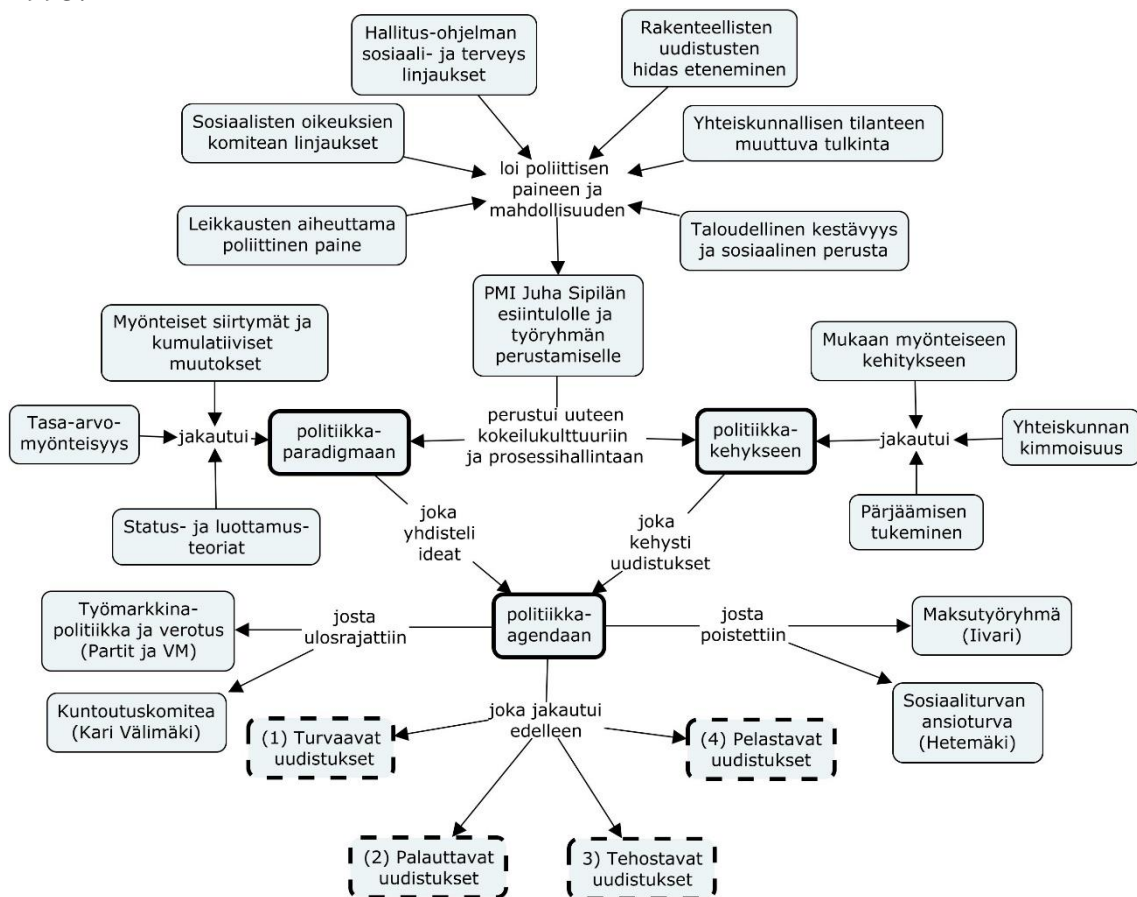 Hallitus-ohjelman
sosiaali- ja terveys
linjaukset
Rakenteellisten
uudistusten
hidas eteneminen
Sosiaalisten oikeuksien
komitean linjaukset
Yhteiskunnallisen tilanteen
muuttuva tulkinta
loi poliittisen
paineen ja
mahdollisuuden
Leikkausten aiheuttama
poliittinen paine
Taloudellinen kestävyys
ja sosiaalinen perusta
PMI Juha Sipilän
esiintulolle ja
työryhmän
perustamiselle
Myönteiset siirtymät ja
kumulatiiviset
muutokset
Mukaan myönteiseen
kehitykseen
Tasa-arvo-
myönteisyys
jakautui
politiikka-
paradigmaan
perustui uuteen
kokeilukulttuuriin
ja prosessihallintaan
politiikka-
kehykseen
jakautui
Yhteiskunnan
kimmoisuus
Status- ja luottamus-
teoriat
Pärjäämisen
tukeminen
joka
yhdisteli
ideat
joka
kehysti
uudistukset
Työmarkkina-
politiikka ja verotus
(Partit ja VM)
josta
ulosrajattiin
politiikka-
agendaan
josta
poistettiin
Maksutyöryhmä
(Iivari)
Kuntoutuskomitea
(Kari Välimäki)
Sosiaaliturvan
ansioturva
(Hetemäki)
joka jakautui
edelleen
(1) Turvaavat
uudistukset
(4) Pelastavat
uudistukset
(2) Palauttavat
uudistukset
3) Tehostavat
uudistukset